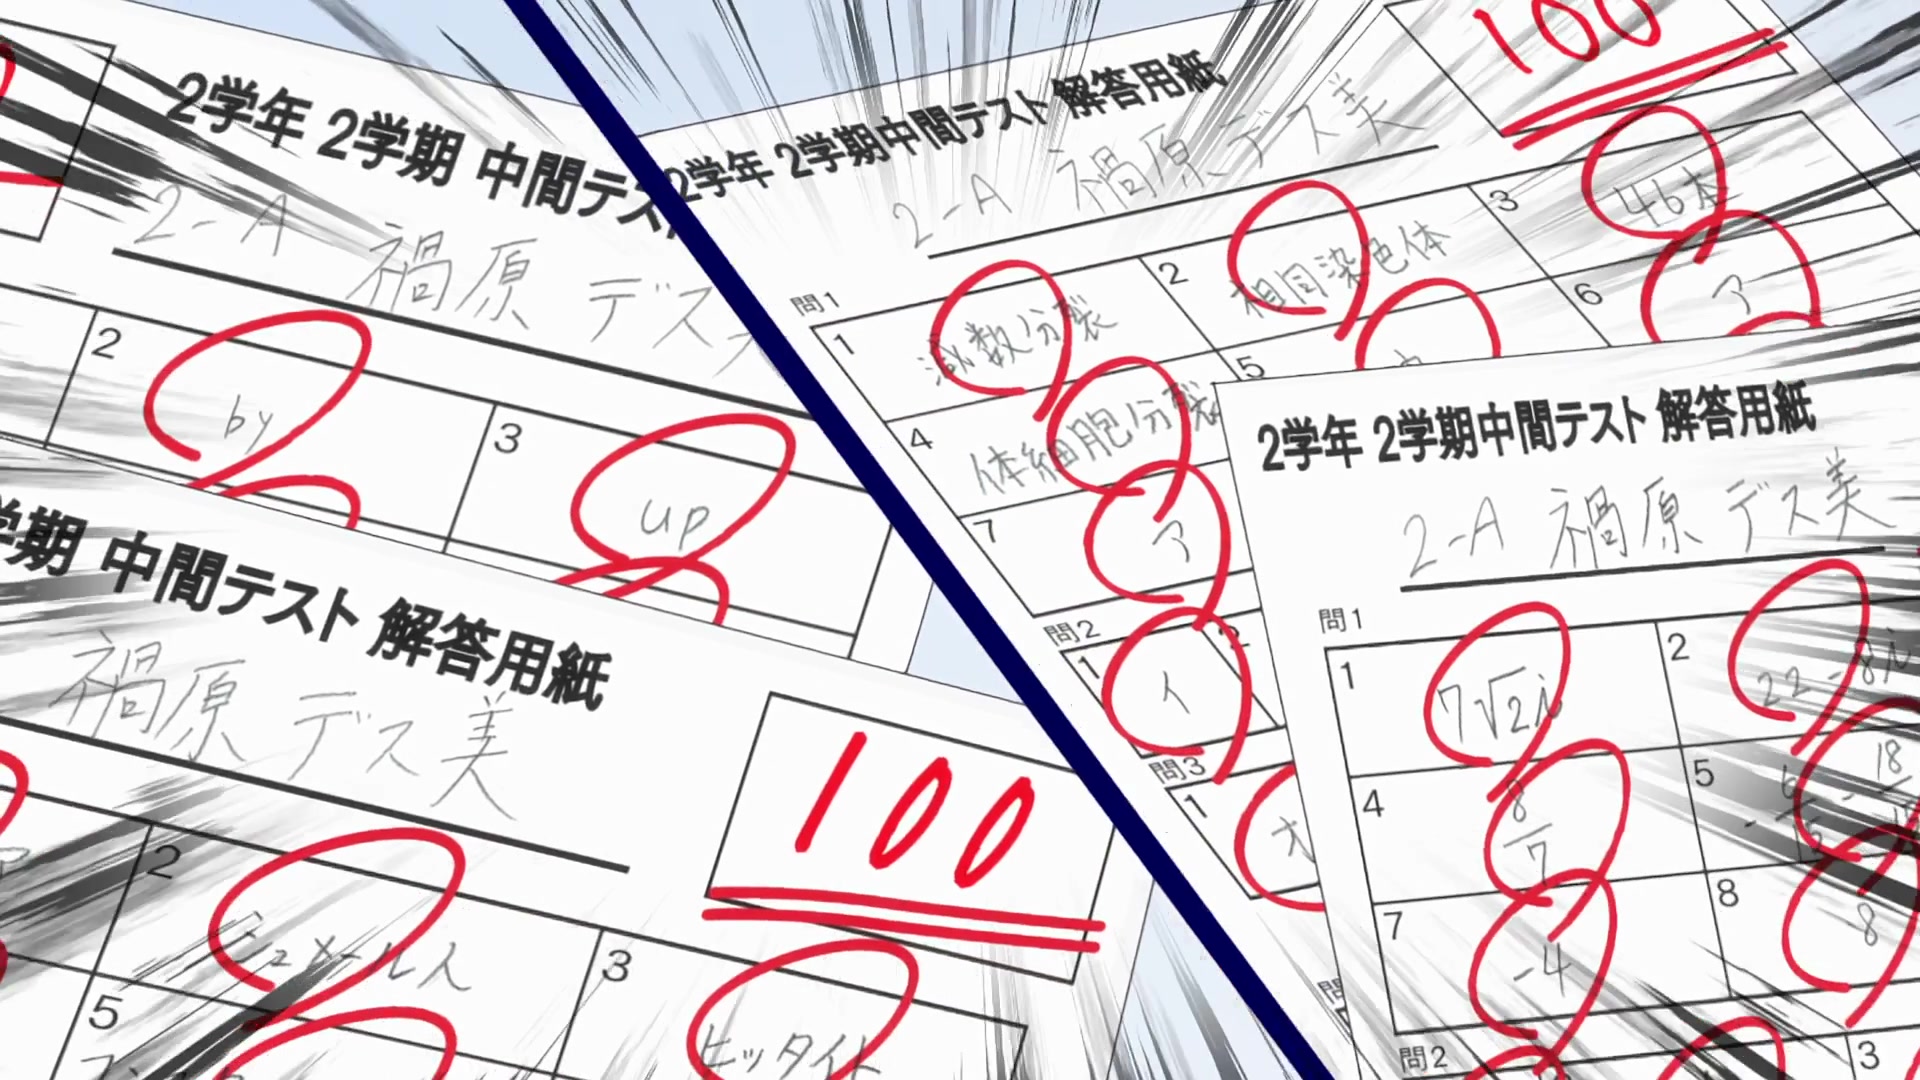 2学年 2学期 中間テス
2-A 禍原 デス
2
by
3
up
学期 中間テスト 解答用紙
禍原 デス美
100
2
シュメール人
3
ヒッタイト
5
2学年 2学期中間テスト 解答用紙
100
2-A 禍原 デス美
問1
1 減数分裂
2 相同染色体
3 46本
4 体細胞分裂
5
6 ア
7 ア
問2
1 イ
2
問3
1 オ
2学年 2学期中間テスト 解答用紙
2-A 禍原 デス美
問1
1 7√2i
2 22-8i
4 8/7
5
18
7 -4
8 8
問2
3